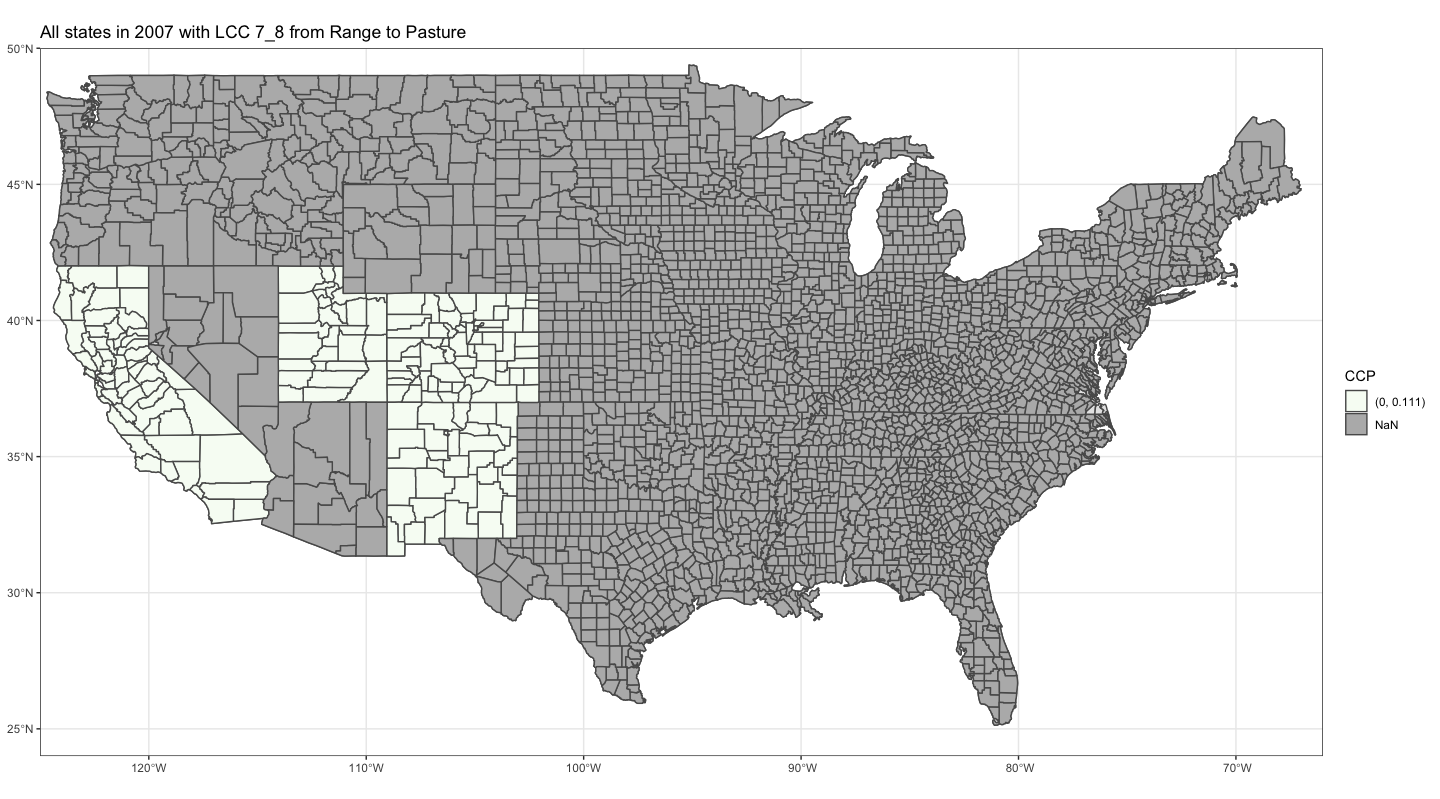 All states in 2007 with LCC 7_8 from Range to Pasture
50°N
45°N
40°N
35°N
30°N
25°N
120°W
110°W
100°W
90°W
80°W
70°W
CCP
(0, 0.111)
NaN